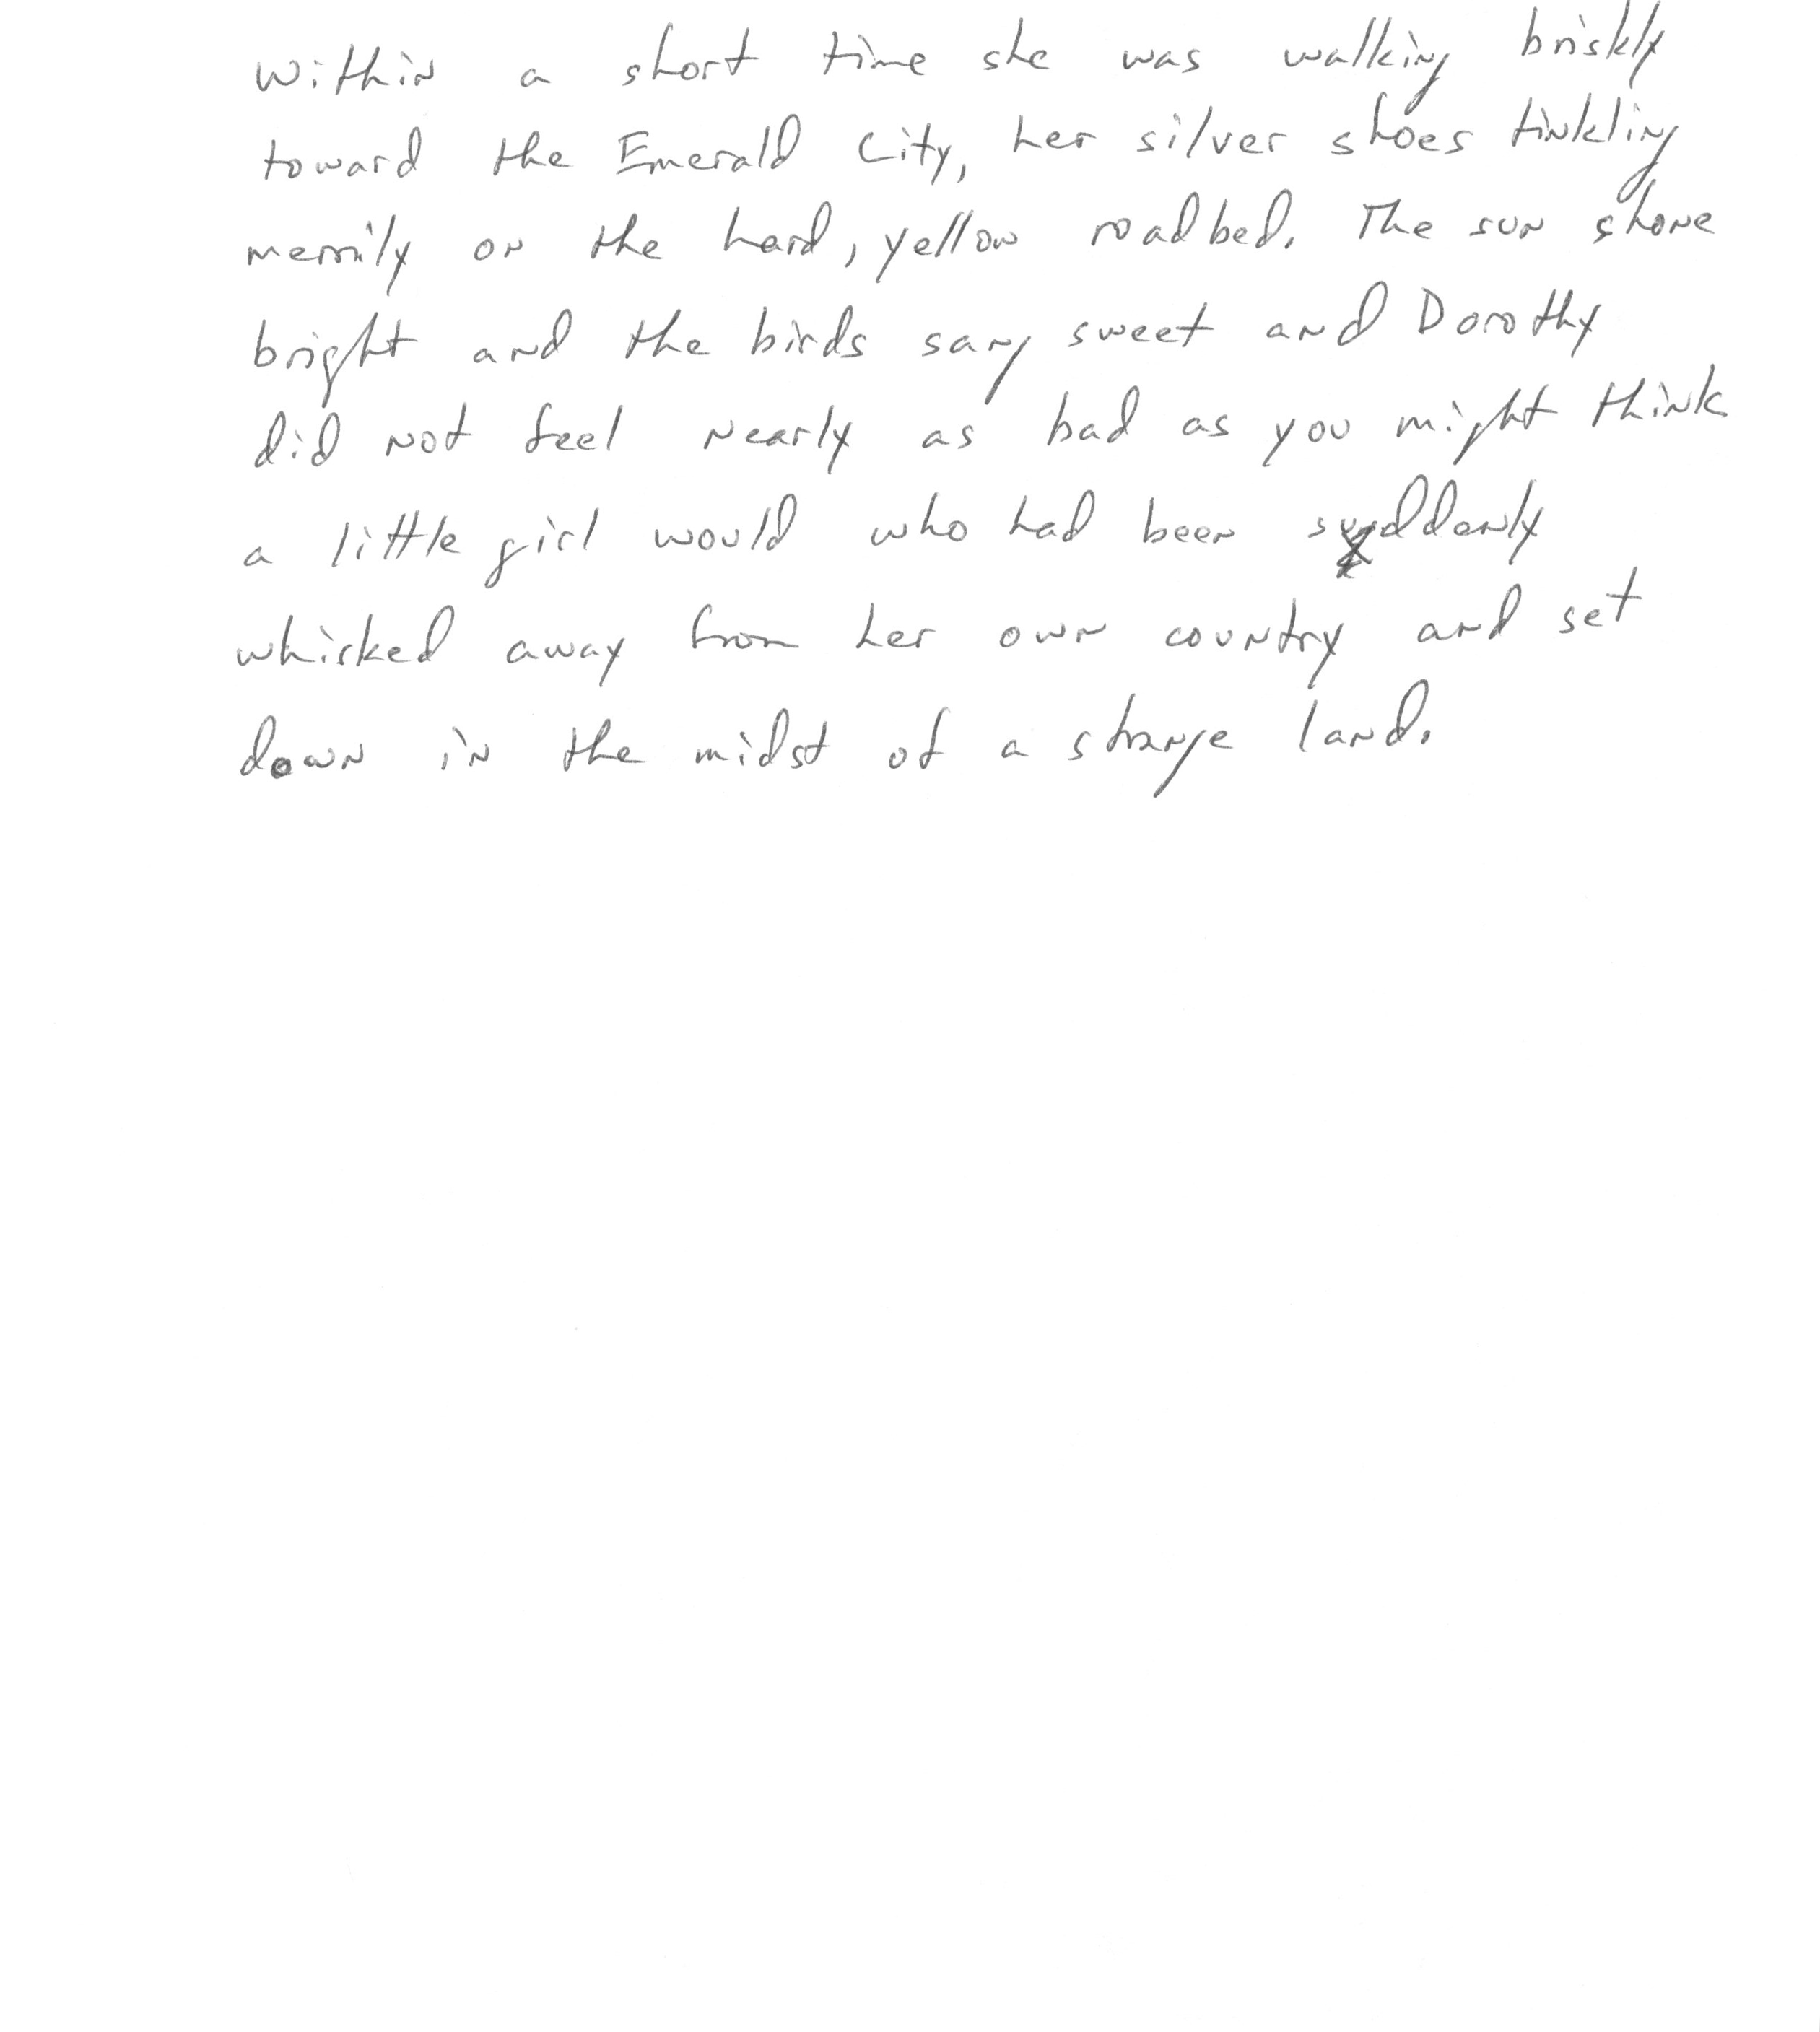 Within a short time she was walking briskly
toward the Emerald City, her silver shoes tinkling
merrily on the hard, yellow roadbed. The sun shone
bright and the birds sang sweet and Dorothy
did not feel nearly as bad as you might think
a little girl would who had been suddenly
whisked away from her own country and set
down in the midst of a strange land.